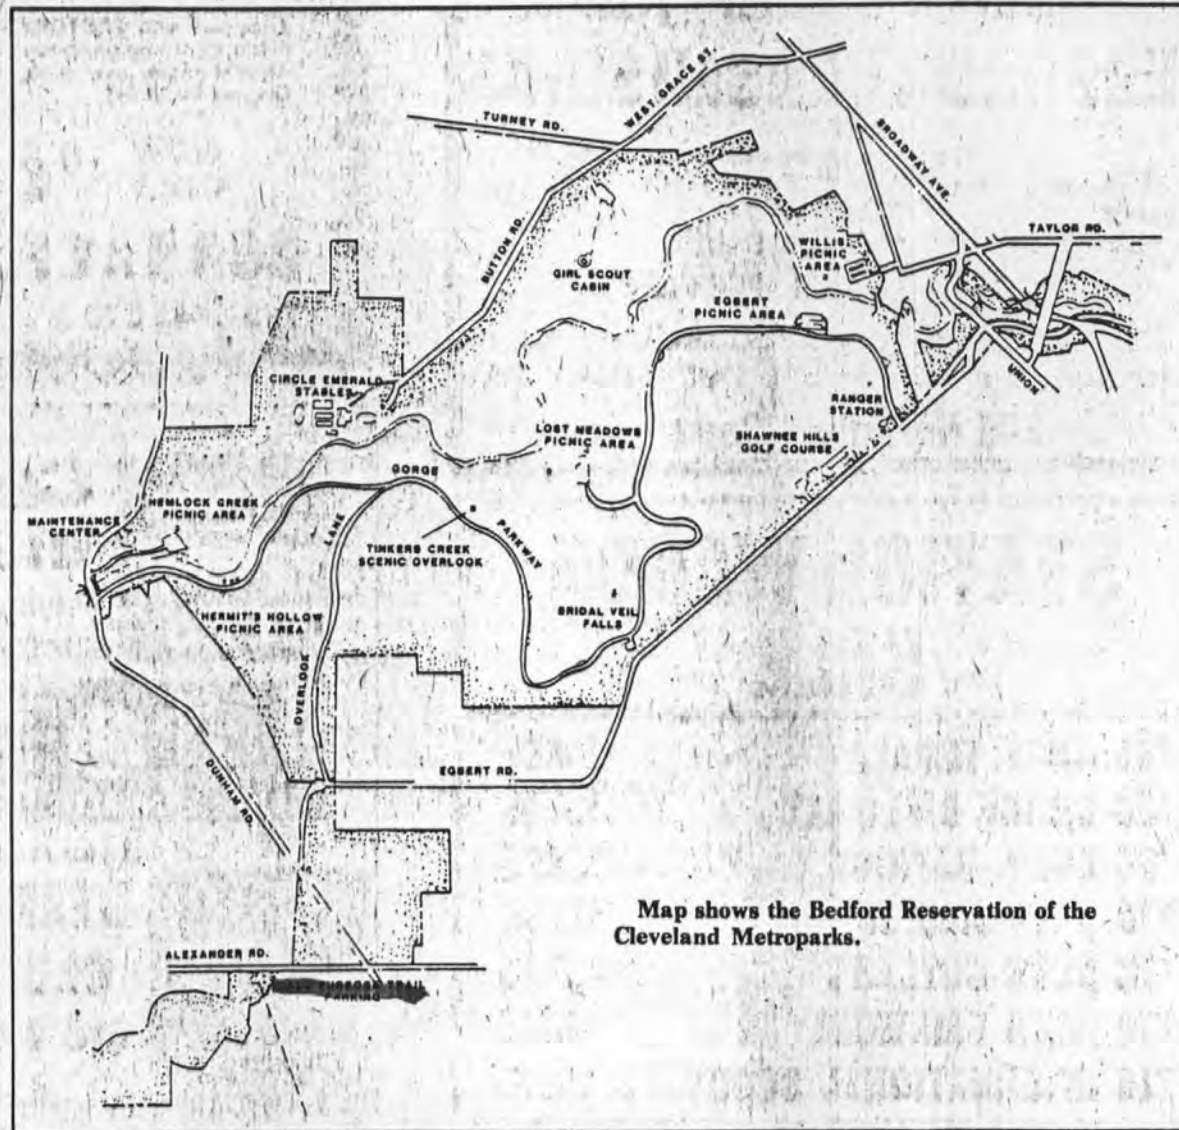 WEST GRACE ST.
TURNEY RD.
BROADWAY AVE.
TAYLOR RD.
BUTTON RD.
WILLIS
PICNIC
AREA
GIRL SCOUT
CABIN
EGBERT
PICNIC AREA
UNION
CIRCLE EMERALD
STABLES
RANGER
STATION
LOST MEADOWS
PICNIC AREA
SHAWNEE HILLS
GOLF COURSE
GORGE
PARKWAY
HEMLOCK CREEK
PICNIC AREA
MAINTENANCE
CENTER
LANE
OVERLOOK
TINKERS CREEK
SCENIC OVERLOOK
HERMIT'S HOLLOW
PICNIC AREA
BRIDAL VEIL
FALLS
EGBERT RD.
DUNHAM RD.
Map shows the Bedford Reservation of the
Cleveland Metroparks.
ALEXANDER RD.
PURPOSE TRAIL
PARKING